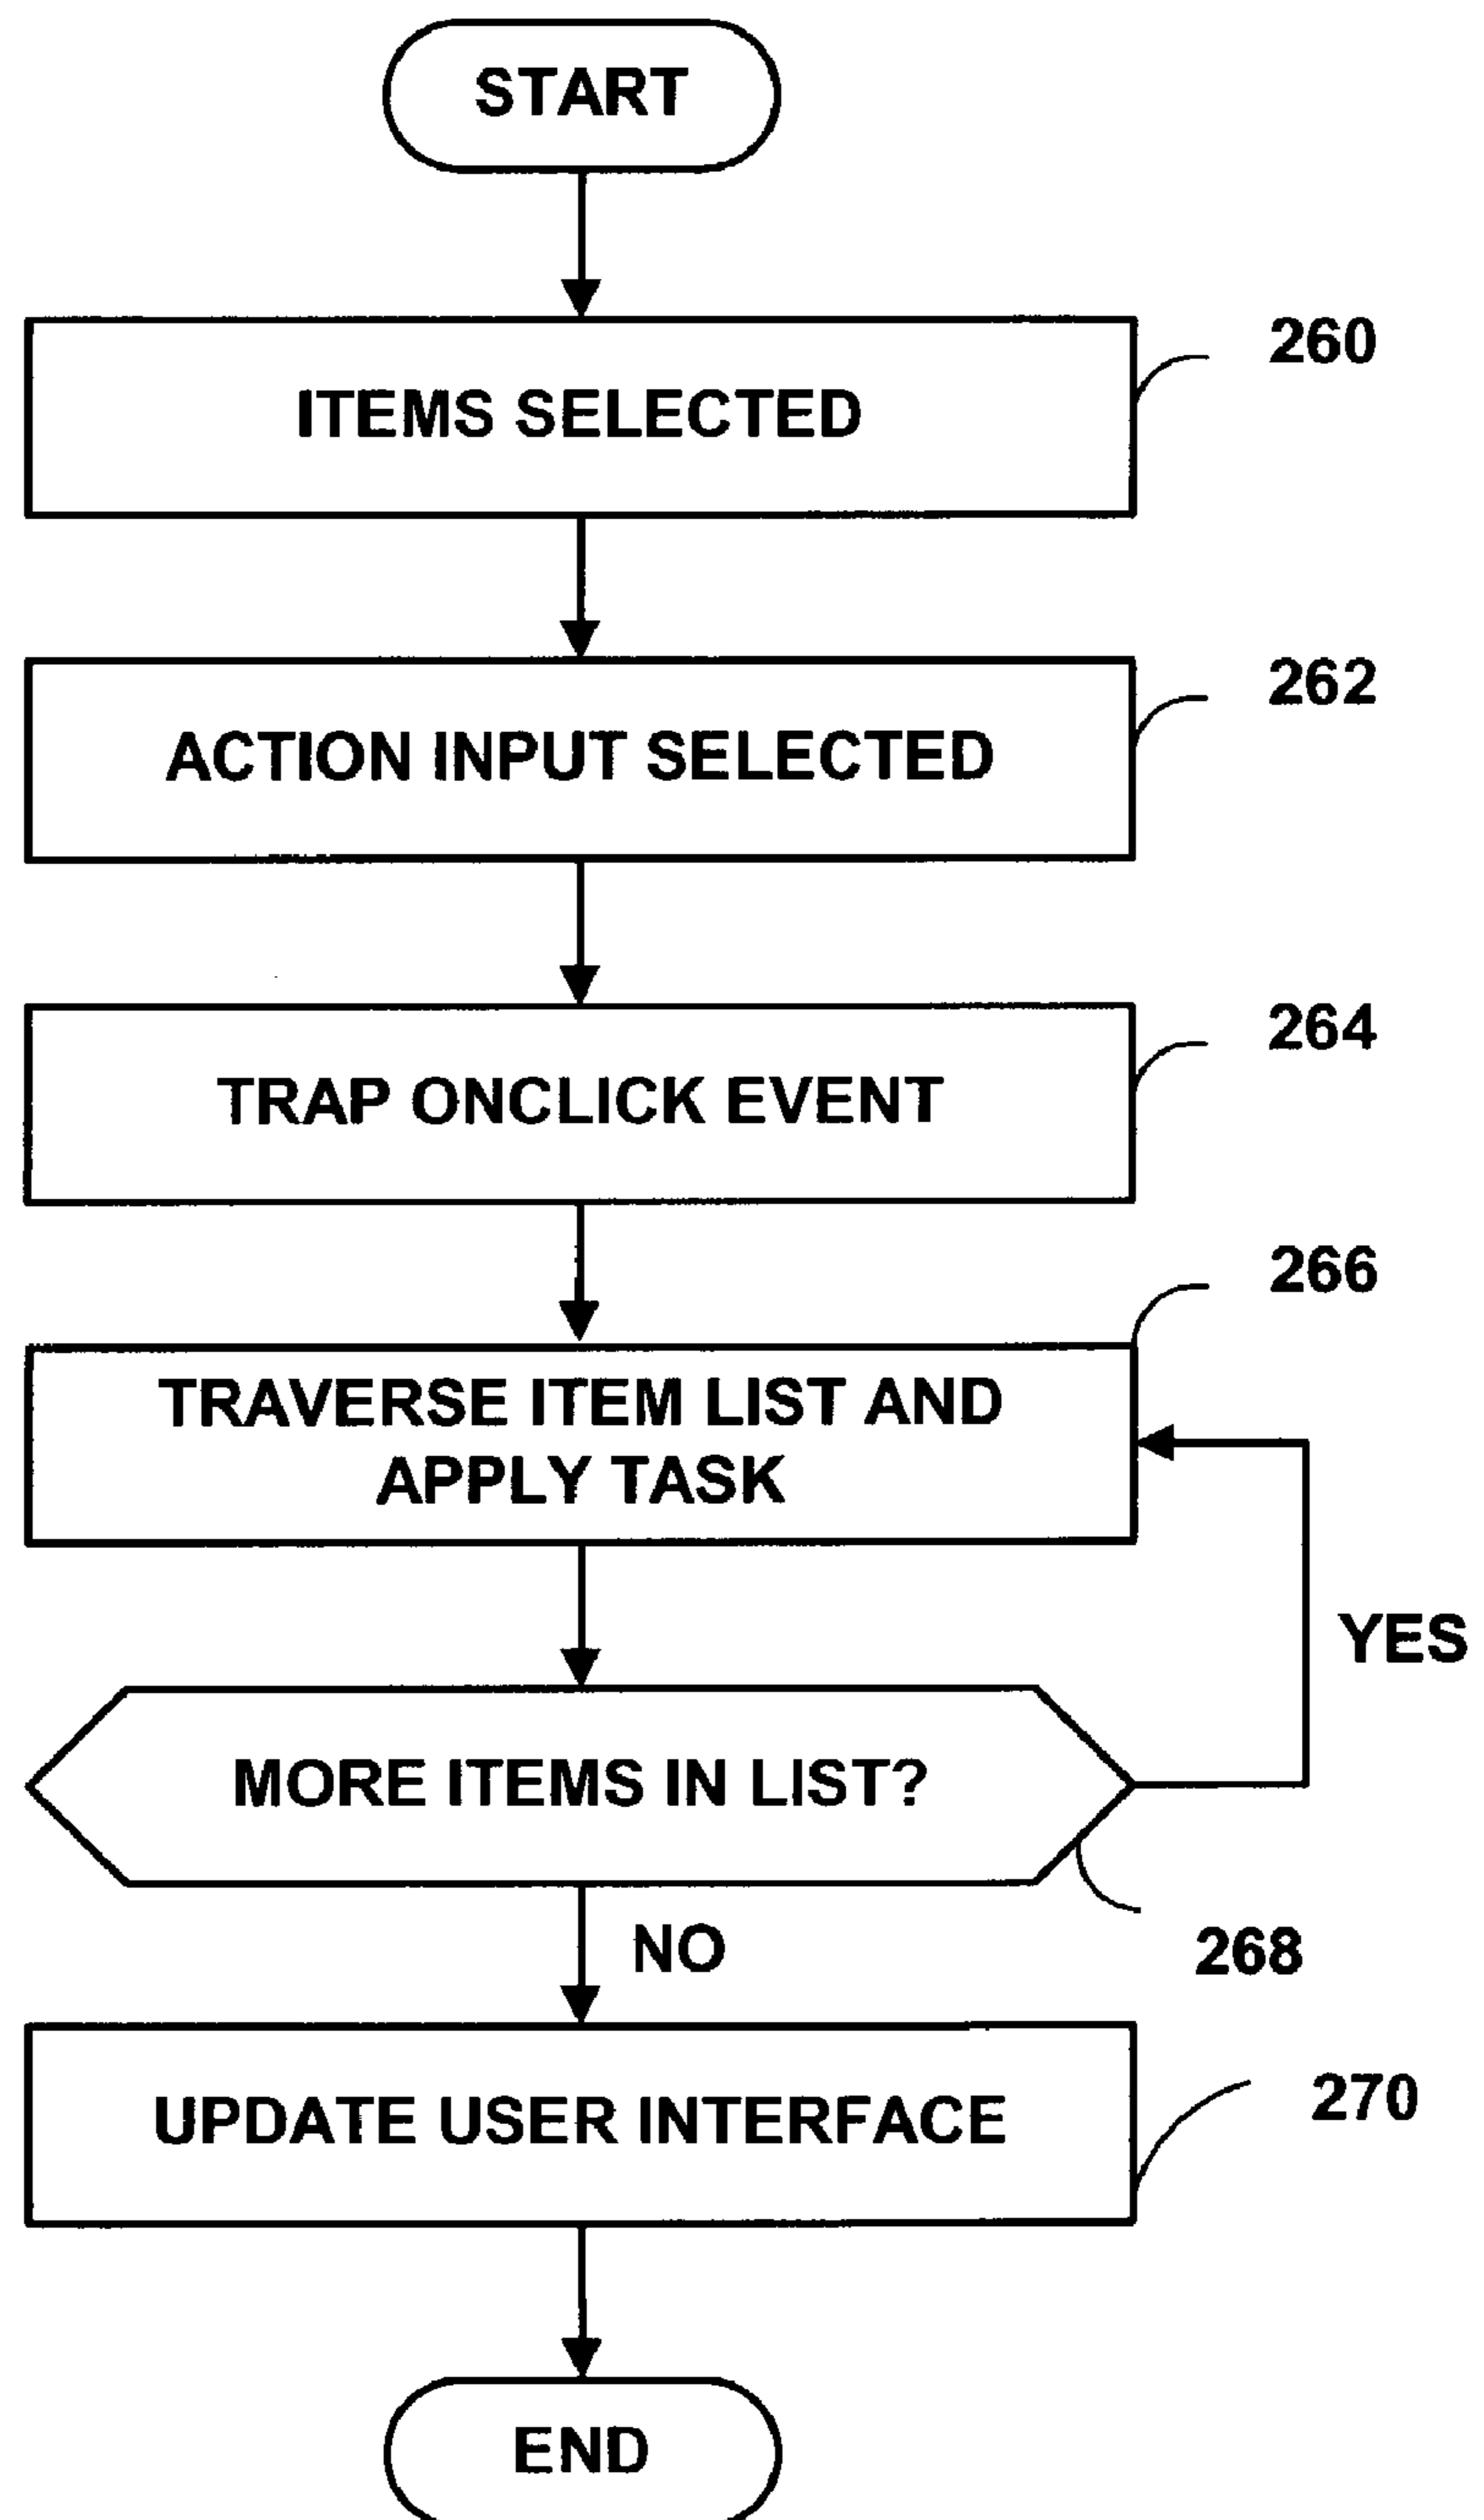 START
260
ITEMS SELECTED
262
ACTION INPUT SELECTED
264
TRAP ONCLICK EVENT
266
TRAVERSE ITEM LIST AND
APPLY TASK
YES
MORE ITEMS IN LIST?
NO
268
UPDATE USER INTERFACE
270
END